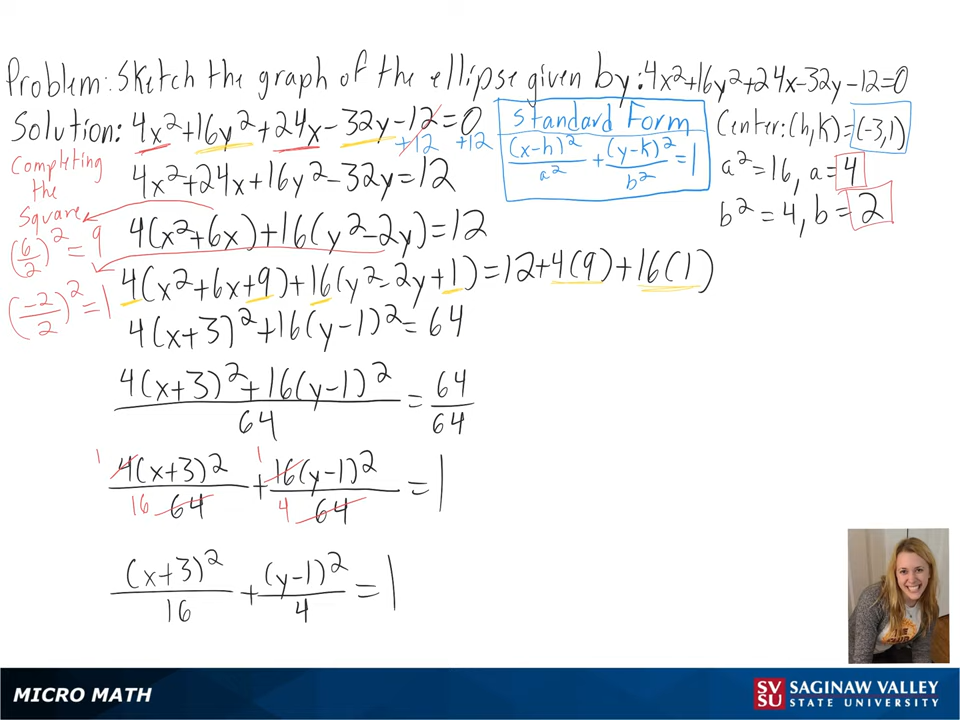 Problem: Sketch the graph of the ellipse given by: 4x²+16y²+24x-32y-12=0
Solution: 4x²+16y²+24x-32y-12=0
+12 +12
4x²+24x+16y²-32y=12
4(x²+6x)+16(y²-2y)=12
4(x²+6x+9)+16(y²-2y+1)=12+4(9)+16(1)
4(x+3)²+16(y-1)²=64
4(x+3)²+16(y-1)²/64 = 64/64
1 4(x+3)²/16 64 + 1 16(y-1)²/4 64 = 1
(x+3)²/16 + (y-1)²/4 = 1
Completing
the
Square
(6/2)²=9
(-2/2)²=1
Standard Form
(x-h)²/a² + (y-k)²/b² = 1
Center: (h,k)=(-3,1)
a²=16, a=4
b²=4, b=2
MICRO MATH
SV
SU
SAGINAW VALLEY
STATE UNIVERSITY